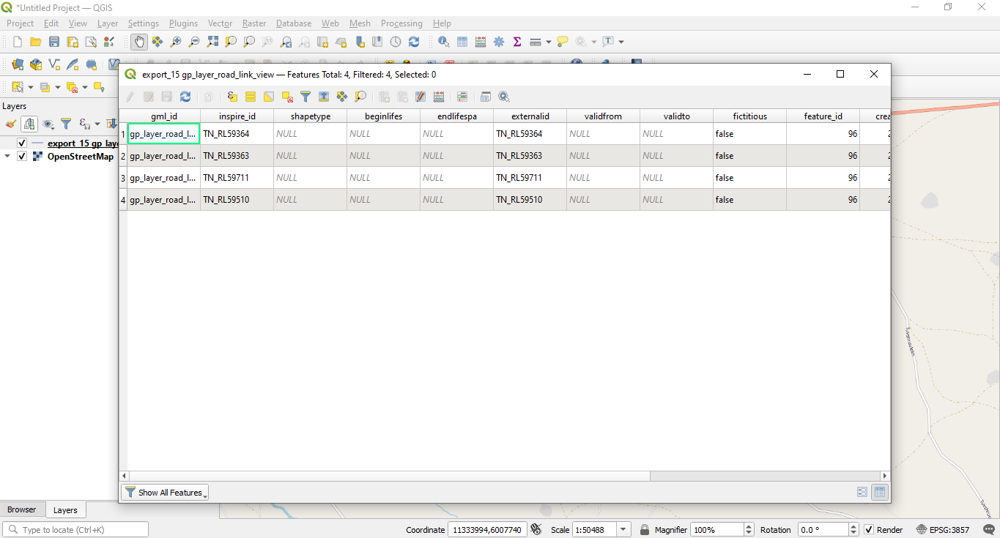 *Untitled Project — QGIS
Project Edit View Layer Settings Plugins Vector Raster Database Web Mesh Processing Help
export_15 gp_layer_road_link_view — Features Total: 4, Filtered: 4, Selected: 0
Layers
gml_id inspire_id shapetype beginlifes endlifespa externalid validfrom validto fictitious feature_id crea
1 gp_layer_road_l... TN_RL59364 NULL NULL NULL TN_RL59364 NULL NULL false 96 2
export_15 gp_laye
2 gp_layer_road_l... TN_RL59363 NULL NULL NULL TN_RL59363 NULL NULL false 96 2
OpenStreetMap
3 gp_layer_road_l... TN_RL59711 NULL NULL NULL TN_RL59711 NULL NULL false 96 2
4 gp_layer_road_l... TN_RL59510 NULL NULL NULL TN_RL59510 NULL NULL false 96 2
Show All Features
Browser Layers
Type to locate (Ctrl+K) Coordinate 11333994,6007740 Scale 1:50488 Magnifier 100% Rotation 0.0 ° Render EPSG:3857